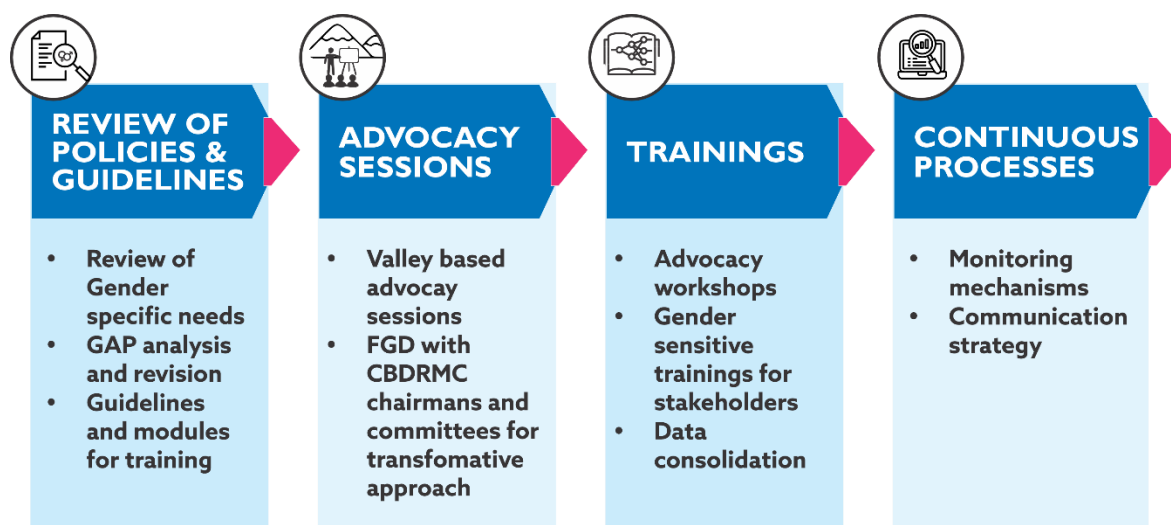 REVIEW OF
POLICIES &
GUIDELINES
• Review of
Gender
specific needs
• GAP analysis
and revision
• Guidelines
and modules
for training
ADVOCACY
SESSIONS
• Valley based
advocay
sessions
• FGD with
CBDRMC
chairmans and
committees for
transfomative
approach
TRAININGS
• Advocacy
workshops
• Gender
sensitive
trainings for
stakeholders
• Data
consolidation
CONTINUOUS
PROCESSES
• Monitoring
mechanisms
• Communication
strategy